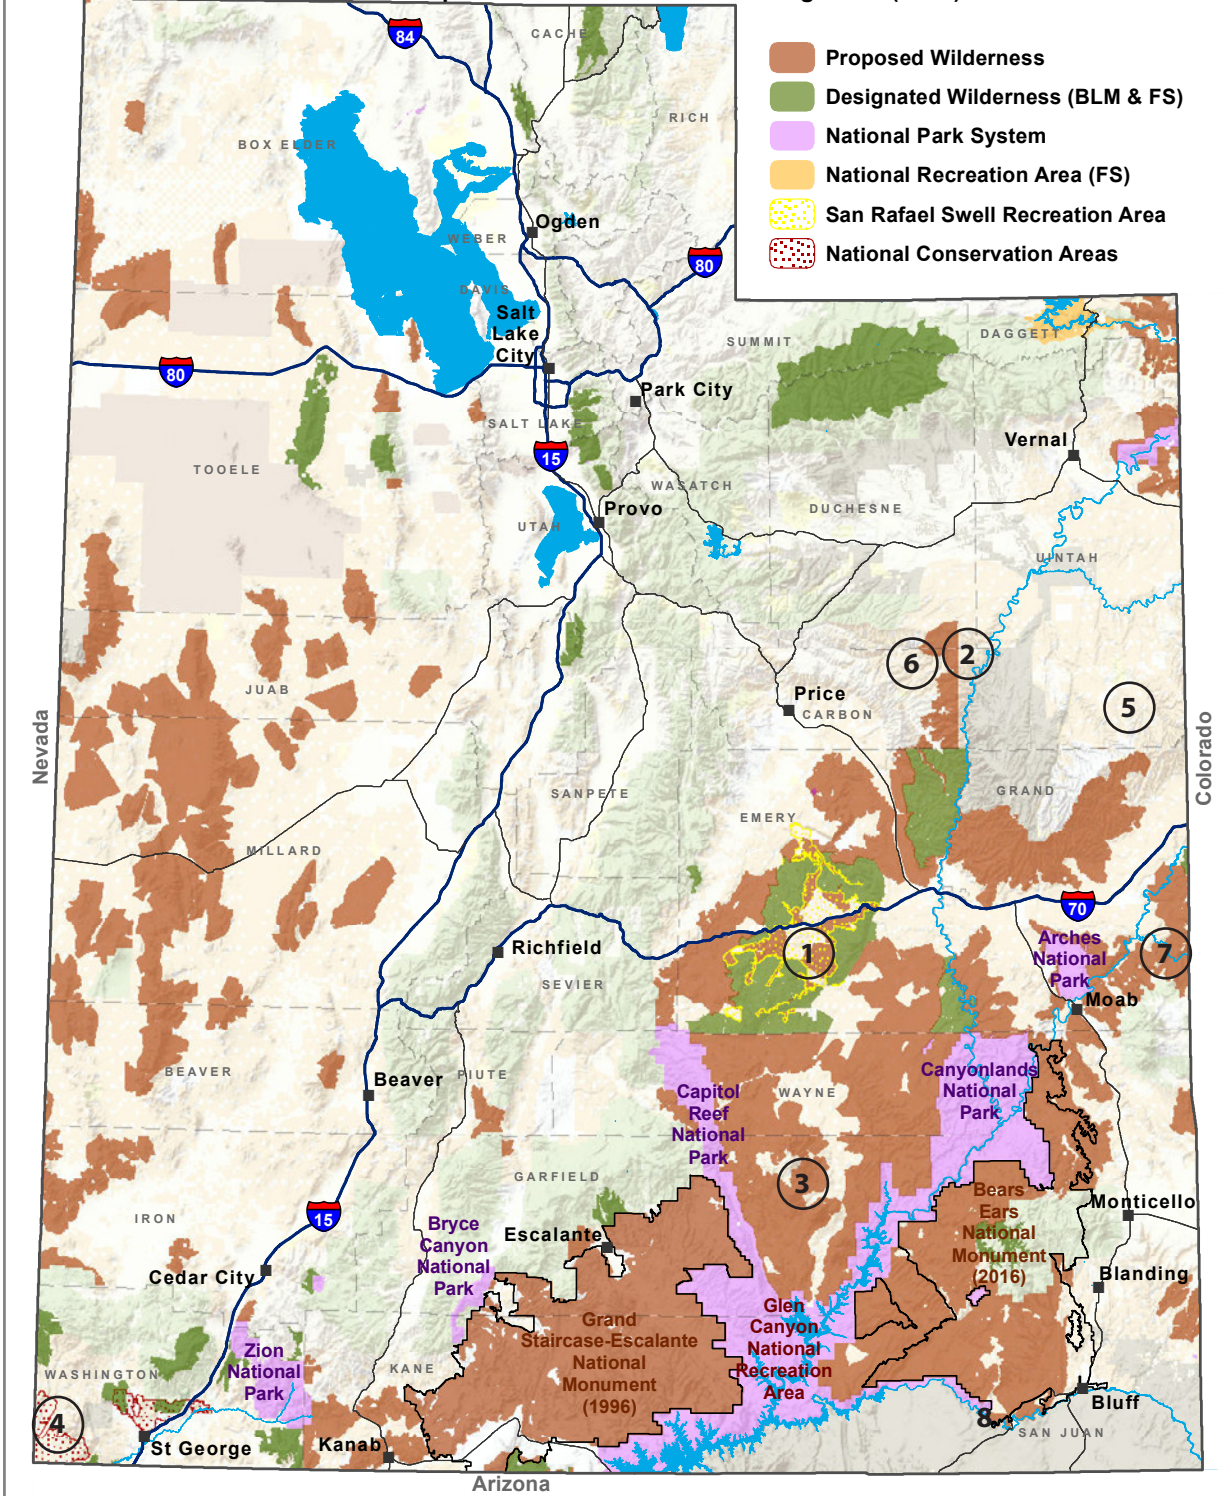 84
CACHE
Proposed Wilderness
Designated Wilderness (BLM & FS)
National Park System
National Recreation Area (FS)
San Rafael Swell Recreation Area
National Conservation Areas
RICH
BOX ELDER
Ogden
WEBER
80
DAVIS
Salt
Lake
City
SUMMIT
DAGGETT
80
Park City
SALT LAKE
15
Vernal
TOOELE
WASATCH
Provo
UTAH
DUCHESNE
UINTAH
6
2
JUAB
Price
CARBON
5
Nevada
Colorado
SANPETE
GRAND
EMERY
MILLARD
70
Richfield
1
Arches
National
Park
7
SEVIER
Moab
BEAVER
Beaver
PIUTE
Capitol
Reef
National
Park
WAYNE
Canyonlands
National
Park
GARFIELD
3
Bears
Ears
National
Monument
(2016)
Monticello
IRON
15
Bryce
Canyon
National
Park
Escalante
Cedar City
Blanding
Grand
Staircase-Escalante
National
Monument
(1996)
Glen
Canyon
National
Recreation
Area
Zion
National
Park
WASHINGTON
KANE
4
St George
Kanab
8
Bluff
SAN JUAN
Arizona